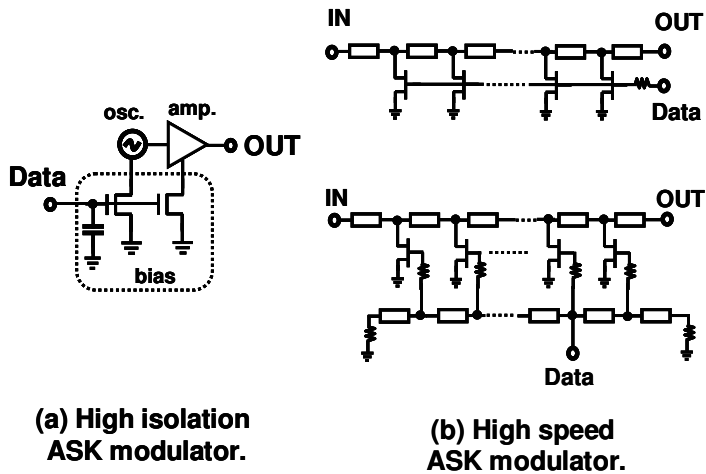 osc.
amp.
OUT
Data
bias
(a) High isolation
ASK modulator.
IN
OUT
Data
IN
OUT
Data
(b) High speed
ASK modulator.